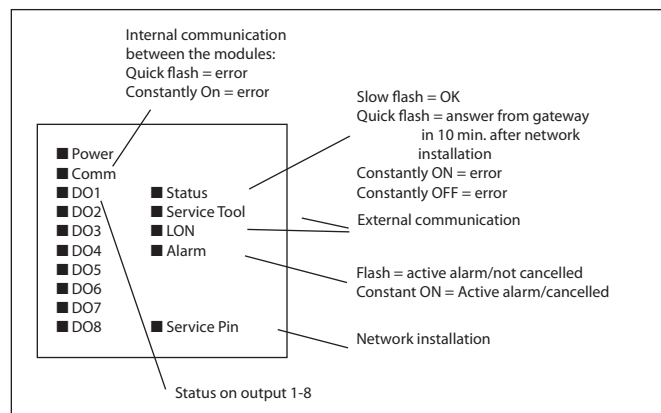 Internal communication
between the modules:
Quick flash = error
Constantly On = error
Slow flash = OK
Quick flash = answer from gateway
in 10 min. after network
installation
Constantly ON = error
Constantly OFF = error
External communication
Flash = active alarm/not cancelled
Constant ON = Active alarm/cancelled
Network installation
Power
Comm
DO1
DO2
DO3
DO4
DO5
DO6
DO7
DO8
Status
Service Tool
LON
Alarm
Service Pin
Status on output 1-8